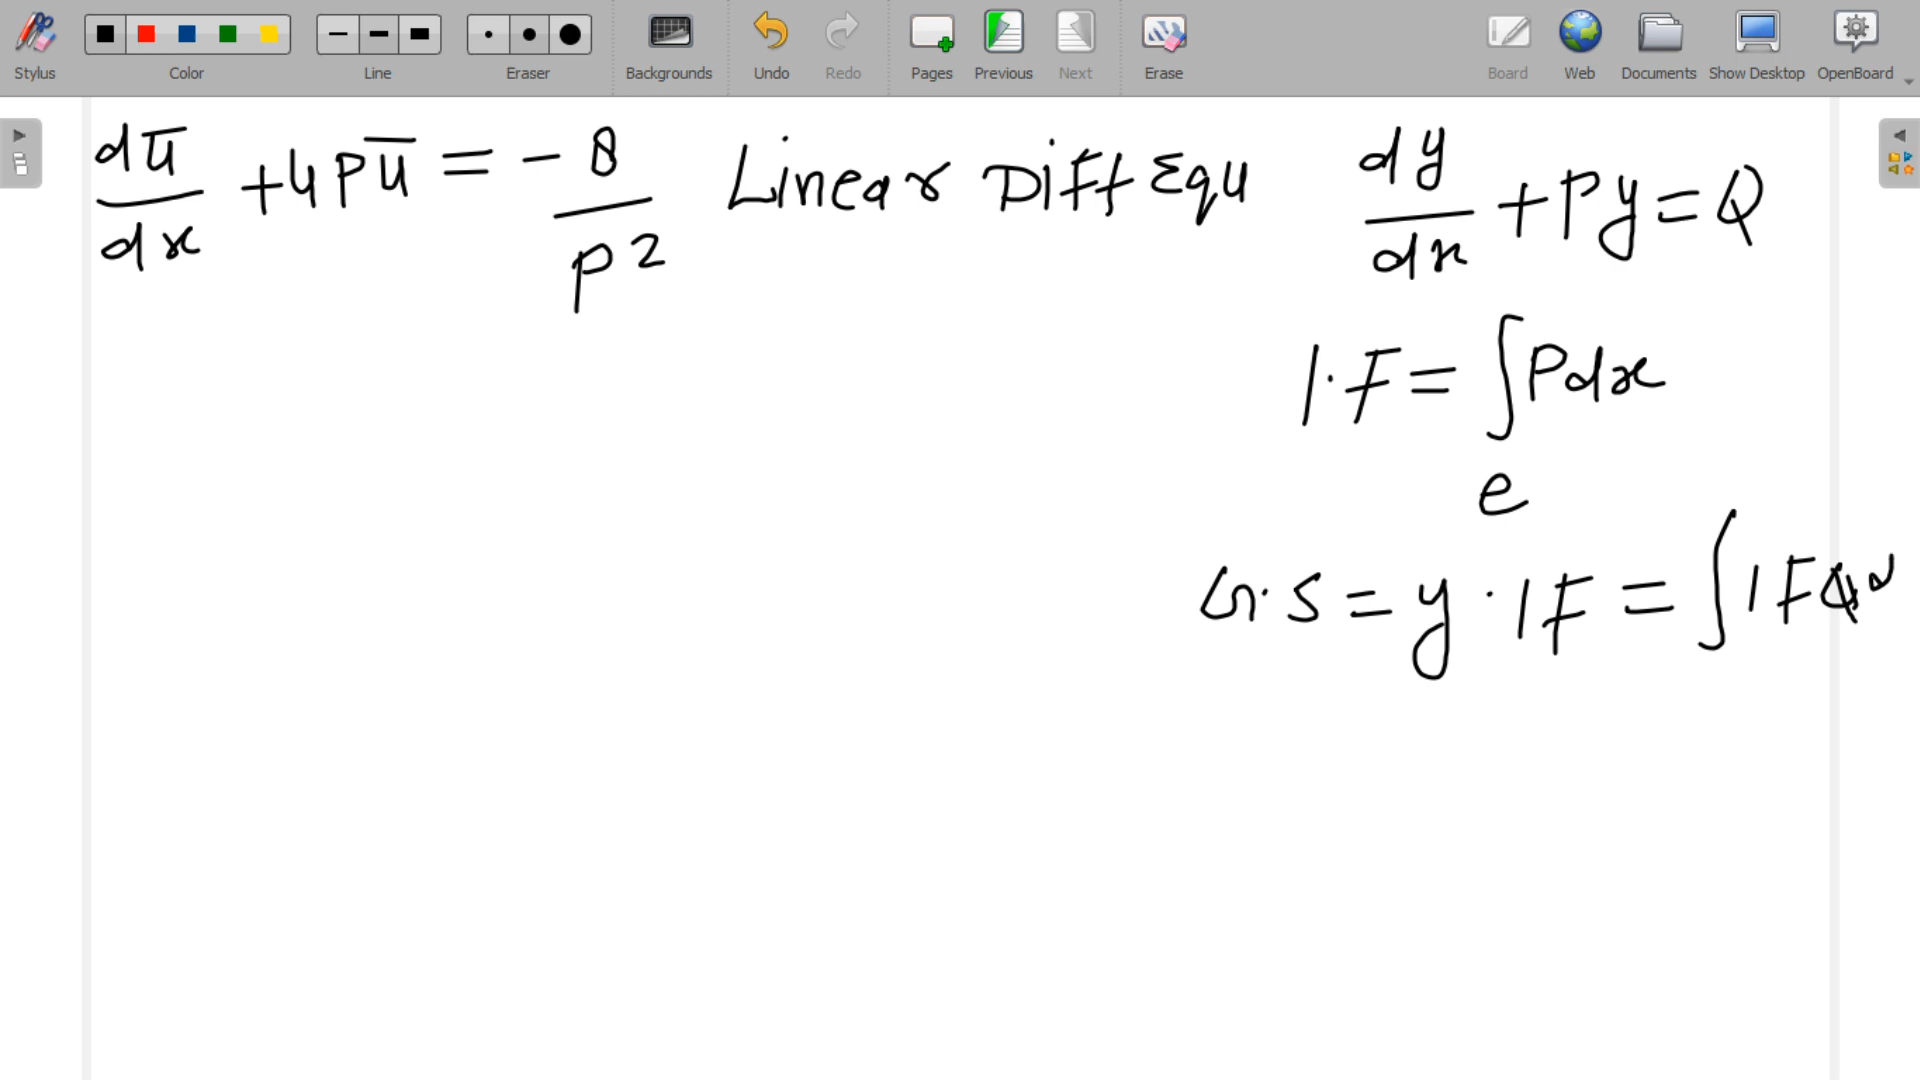 Stylus Color Line Eraser Backgrounds Undo Redo Pages Previous Next Erase Board Web Documents Show Desktop OpenBoard
dū/dx + 4pū = -8/p² Linear Diff Equ dy/dx + Py = Q
I.F = e^∫Pdx
G.S = y · IF = ∫ IF Q d